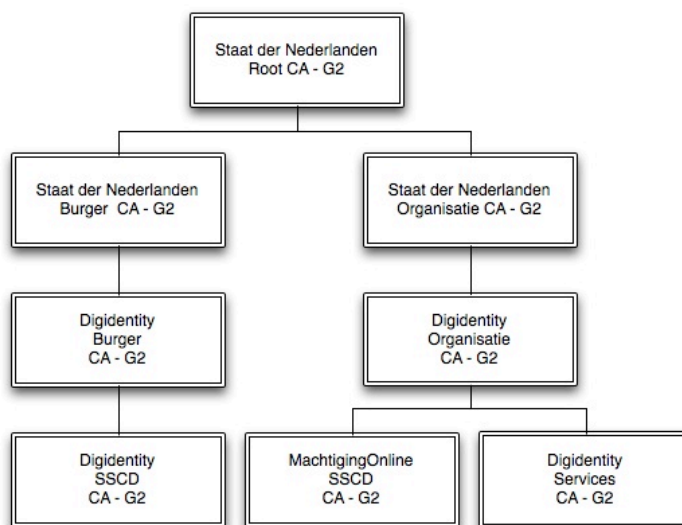 Staat der Nederlanden
Root CA - G2
Staat der Nederlanden
Burger CA - G2
Staat der Nederlanden
Organisatie CA - G2
Digidentity
Burger
CA - G2
Digidentity
Organisatie
CA - G2
Digidentity
SSCD
CA - G2
MachtigingOnline
SSCD
CA - G2
Digidentity
Services
CA - G2